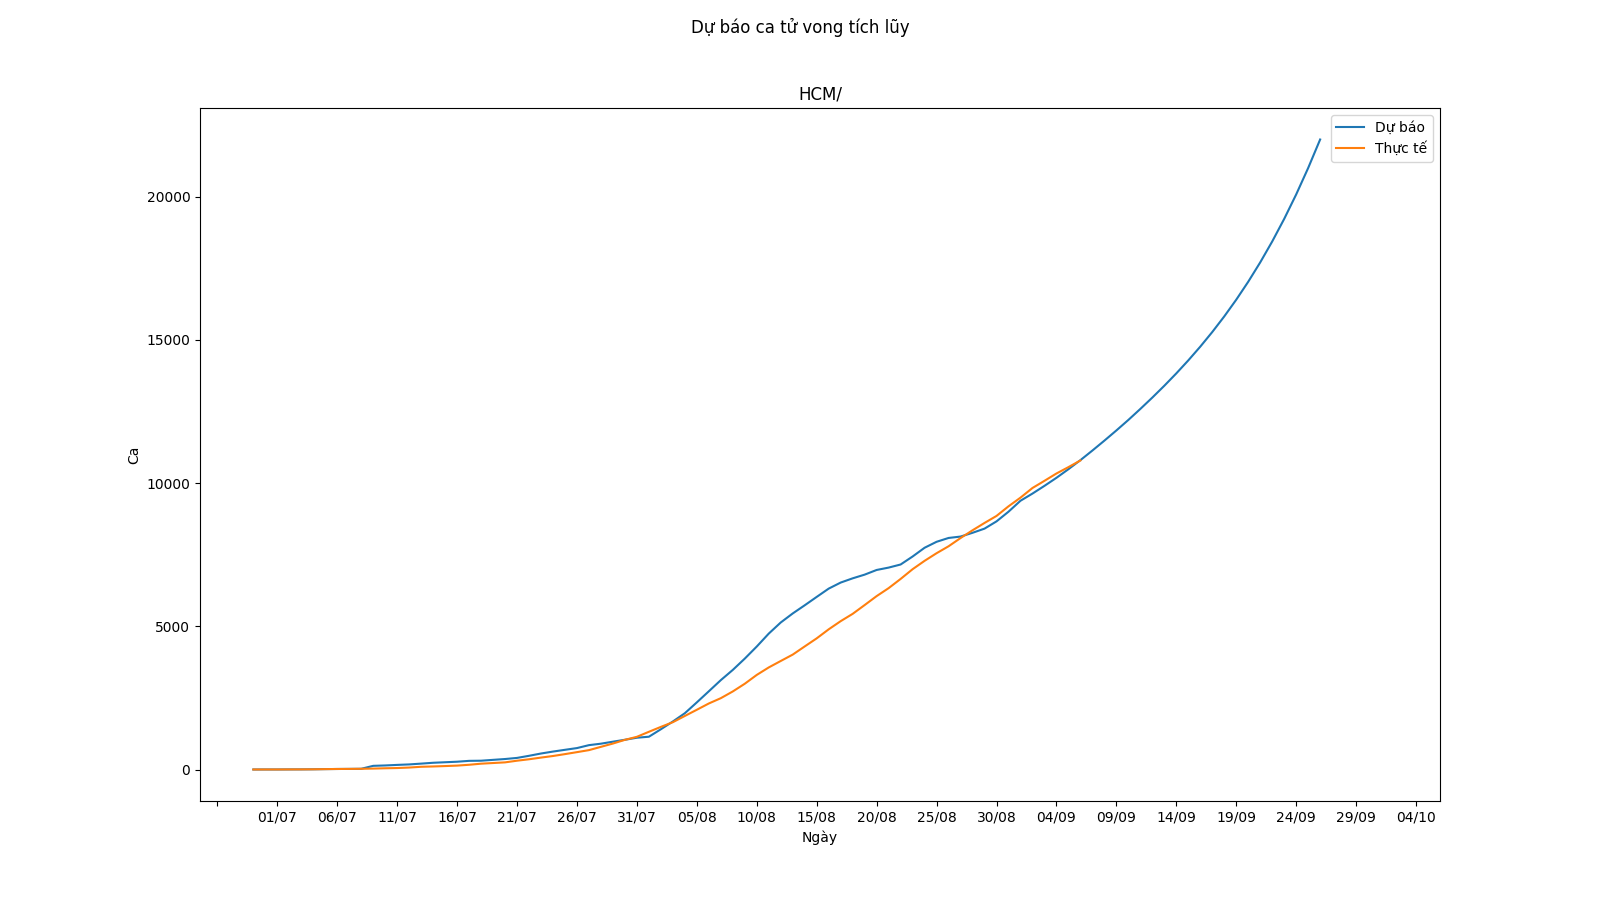 Dự báo ca tử vong tích lũy
HCM/
Dự báo
Thực tế
20000
15000
10000
5000
0
Ca
01/07 06/07 11/07 16/07 21/07 26/07 31/07 05/08 10/08 15/08 20/08 25/08 30/08 04/09 09/09 14/09 19/09 24/09 29/09 04/10
Ngày